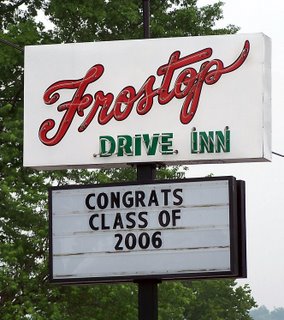 Frostop
DRIVE INN
CONGRATS
CLASS OF
2006